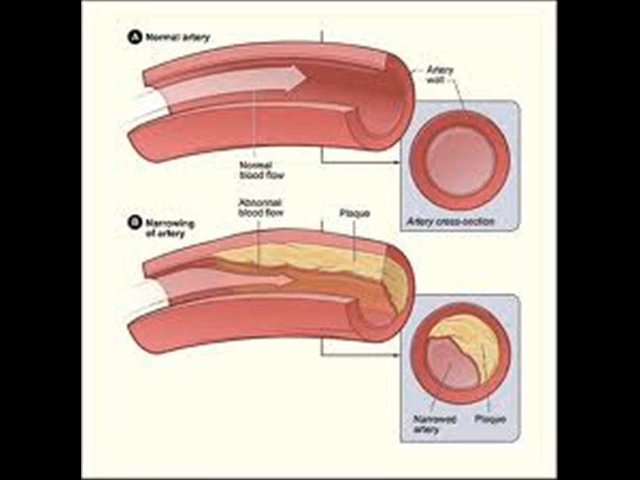 A Normal artery
Artery
wall
Normal
blood flow
Artery cross-section
Abnormal
blood flow
Plaque
B Narrowing
of artery
Narrowed
artery
Plaque